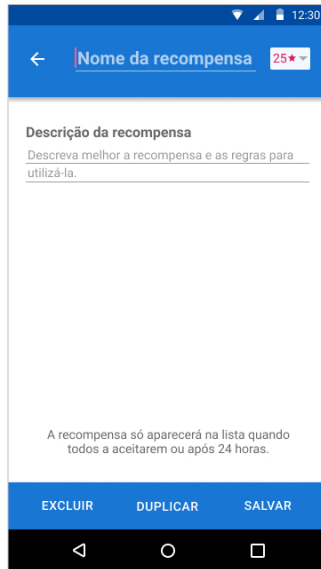 12:30
Nome da recompensa 25★
Descrição da recompensa
Descreva melhor a recompensa e as regras para
utilizá-la.
A recompensa só aparecerá na lista quando
todos a aceitarem ou após 24 horas.
EXCLUIR DUPLICAR SALVAR